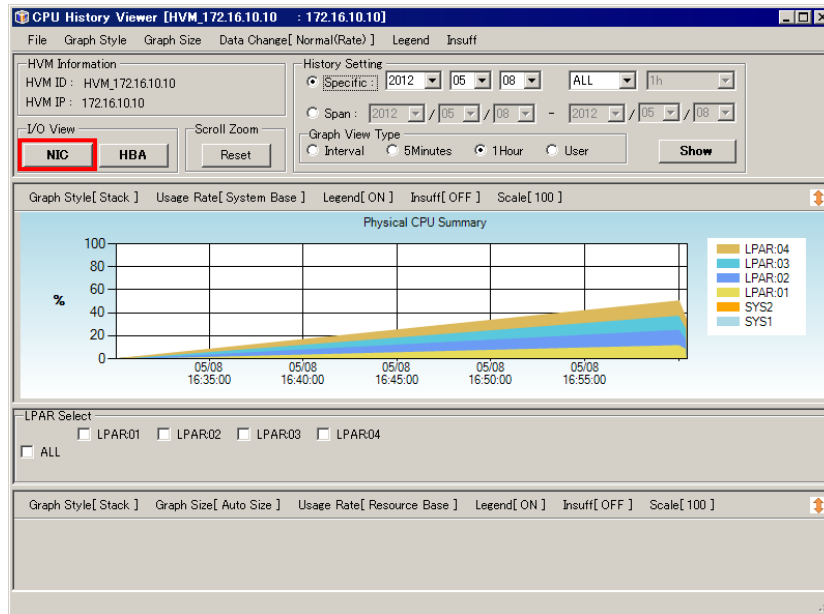 CPU History Viewer [HVM_172.16.10.10 : 172.16.10.10]
File Graph Style Graph Size Data Change[ Normal(Rate) ] Legend Insuff
HVM Information
HVM ID : HVM_172.16.10.10
HVM IP : 172.16.10.10
History Setting
Specific : 2012 05 08 ALL 1h
Span : 2012 / 05 / 08 - 2012 / 05 / 08
I/O View
NIC HBA
Scroll Zoom
Reset
Graph View Type
Interval 5Minutes 1Hour User
Show
Graph Style[ Stack ] Usage Rate[ System Base ] Legend[ ON ] Insuff[ OFF ] Scale[ 100 ]
Physical CPU Summary
%
100
80
60
40
20
0
05/08 16:35:00
05/08 16:40:00
05/08 16:45:00
05/08 16:50:00
05/08 16:55:00
LPAR:04
LPAR:03
LPAR:02
LPAR:01
SYS2
SYS1
LPAR Select
LPAR:01 LPAR:02 LPAR:03 LPAR:04
ALL
Graph Style[ Stack ] Graph Size[ Auto Size ] Usage Rate[ Resource Base ] Legend[ ON ] Insuff[ OFF ] Scale[ 100 ]